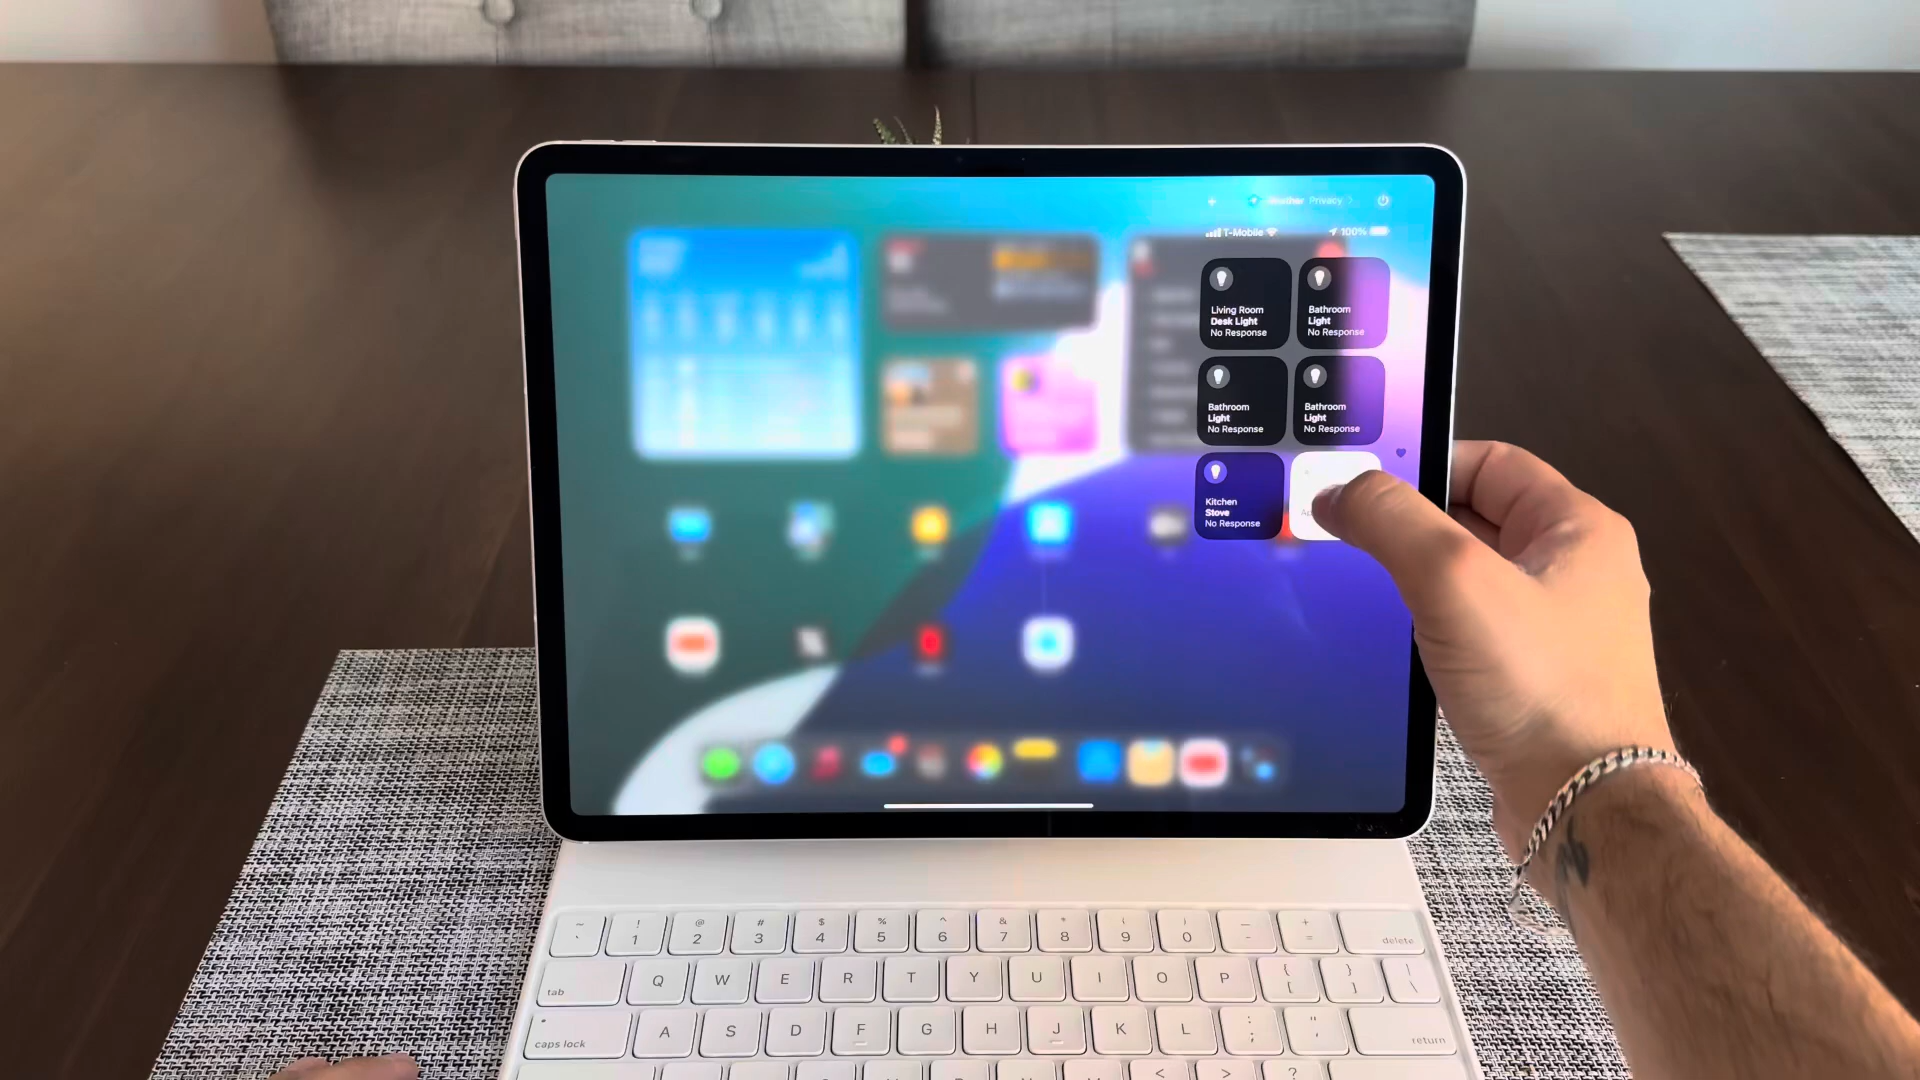 Privacy
T-Mobile
100%
Living Room
Desk Light
No Response
Bathroom
Light
No Response
Bathroom
Light
No Response
Bathroom
Light
No Response
Kitchen
Stove
No Response
~ ! @ # $ % ^ & * ( ) — +
` 1 2 3 4 5 6 7 8 9 0 - = delete
tab Q W E R T Y U I O P { [ } ] | \
caps lock A S D F G H J K L : ; " ' return
< > ?